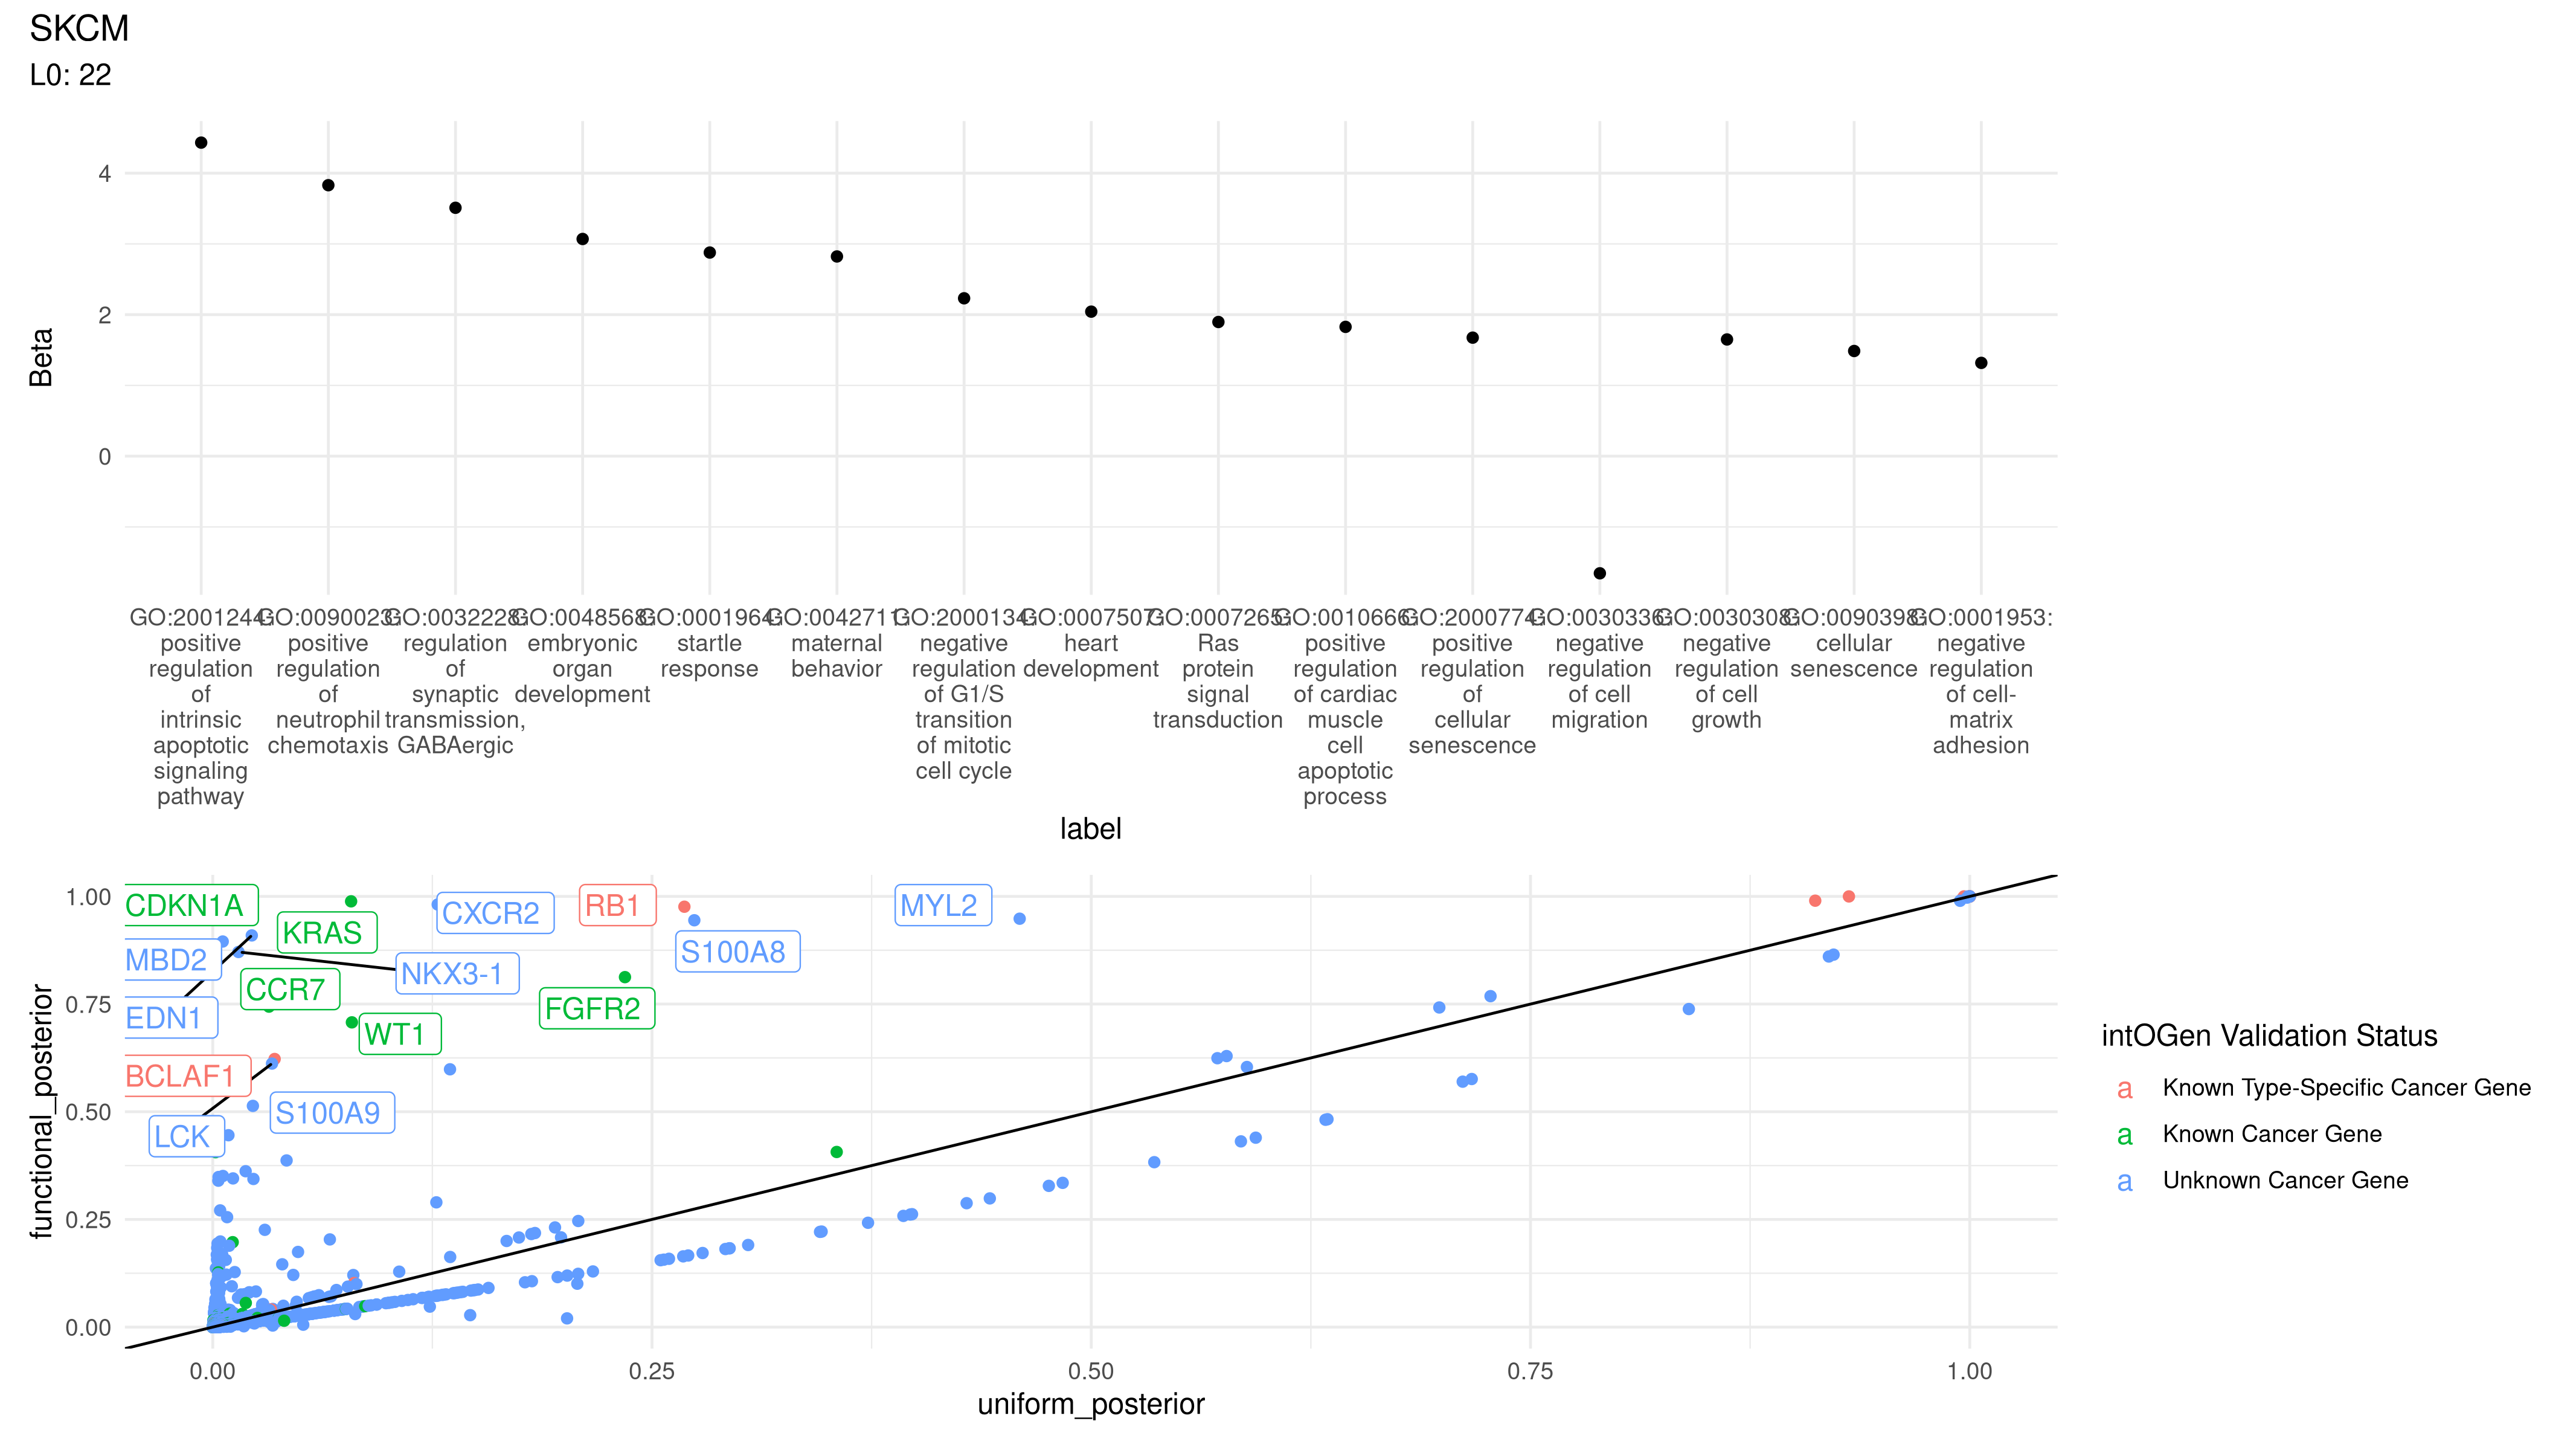 SKCM
L0: 22
Beta
4
2
0
GO:2001244:
positive
regulation
of
intrinsic
apoptotic
signaling
pathway
GO:0090023:
positive
regulation
of
neutrophil
chemotaxis
GO:0032228:
regulation
of
synaptic
transmission,
GABAergic
GO:0048568:
embryonic
organ
development
GO:0001964:
startle
response
GO:0042711:
maternal
behavior
GO:2000134:
negative
regulation
of G1/S
transition
of mitotic
cell cycle
GO:0007507:
heart
development
GO:0007265:
Ras
protein
signal
transduction
GO:0010666:
positive
regulation
of cardiac
muscle
cell
apoptotic
process
GO:2000774:
positive
regulation
of
cellular
senescence
GO:0030336:
negative
regulation
of cell
migration
GO:0030308:
negative
regulation
of cell
growth
GO:0090398:
cellular
senescence
GO:0001953:
negative
regulation
of cell-
matrix
adhesion
label
functional_posterior
1.00
0.75
0.50
0.25
0.00
CDKN1A
KRAS
CXCR2
RB1
MYL2
MBD2
NKX3-1
S100A8
CCR7
FGFR2
EDN1
WT1
BCLAF1
S100A9
LCK
0.00
0.25
0.50
0.75
1.00
uniform_posterior
intOGen Validation Status
a Known Type-Specific Cancer Gene
a Known Cancer Gene
a Unknown Cancer Gene